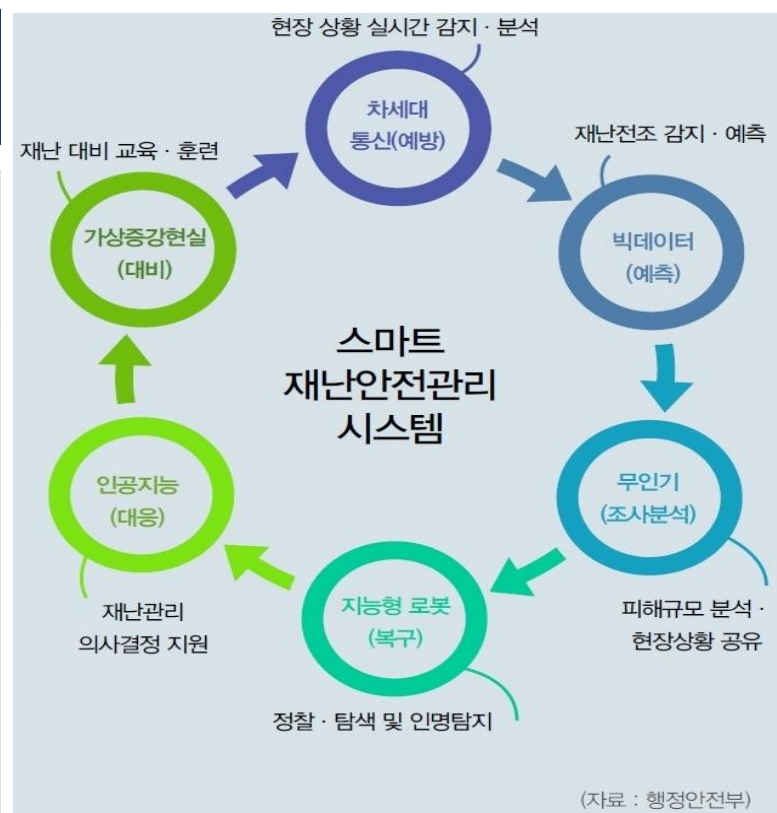 현장 상황 실시간 감지 · 분석
차세대
통신(예방)
재난전조 감지 · 예측
빅데이터
(예측)
무인기
(조사분석)
피해규모 분석 ·
현장상황 공유
지능형 로봇
(복구)
정찰 · 탐색 및 인명탐지
인공지능
(대응)
재난관리
의사결정 지원
재난 대비 교육 · 훈련
가상증강현실
(대비)
스마트
재난안전관리
시스템
(자료 : 행정안전부)